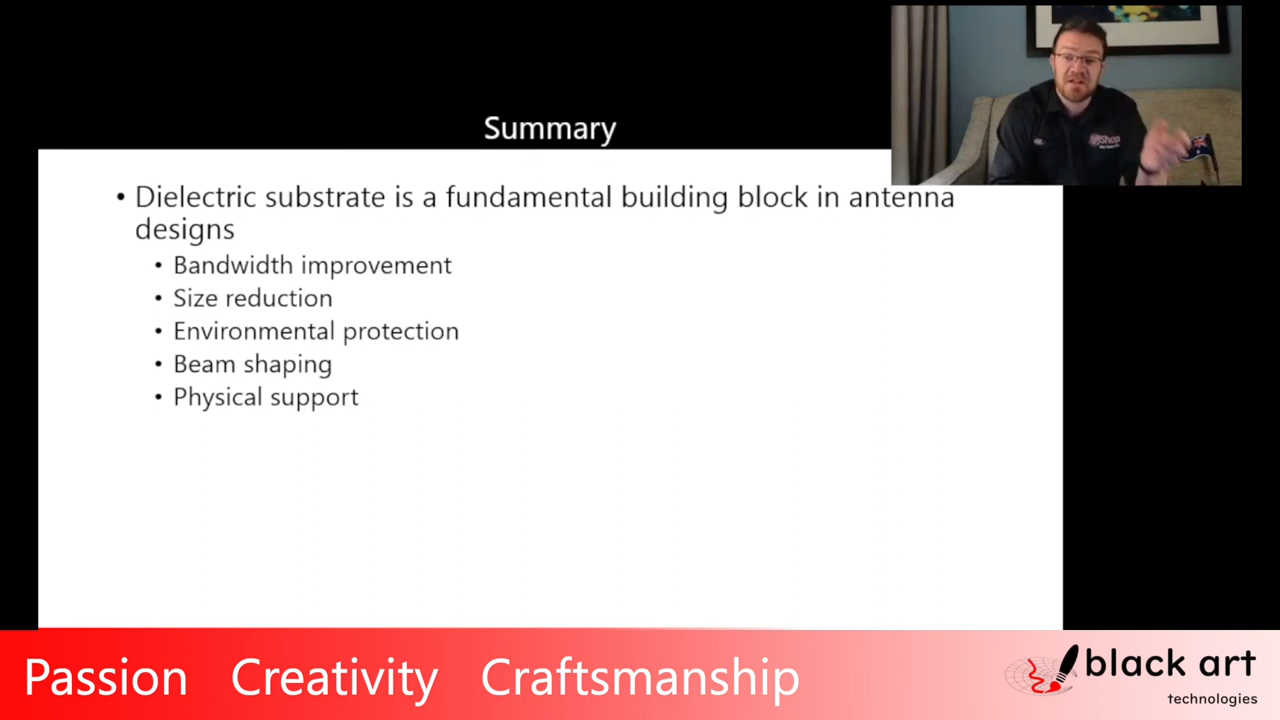 Summary
• Dielectric substrate is a fundamental building block in antenna
designs
• Bandwidth improvement
• Size reduction
• Environmental protection
• Beam shaping
• Physical support
Shop
Passion Creativity Craftsmanship
black art
technologies